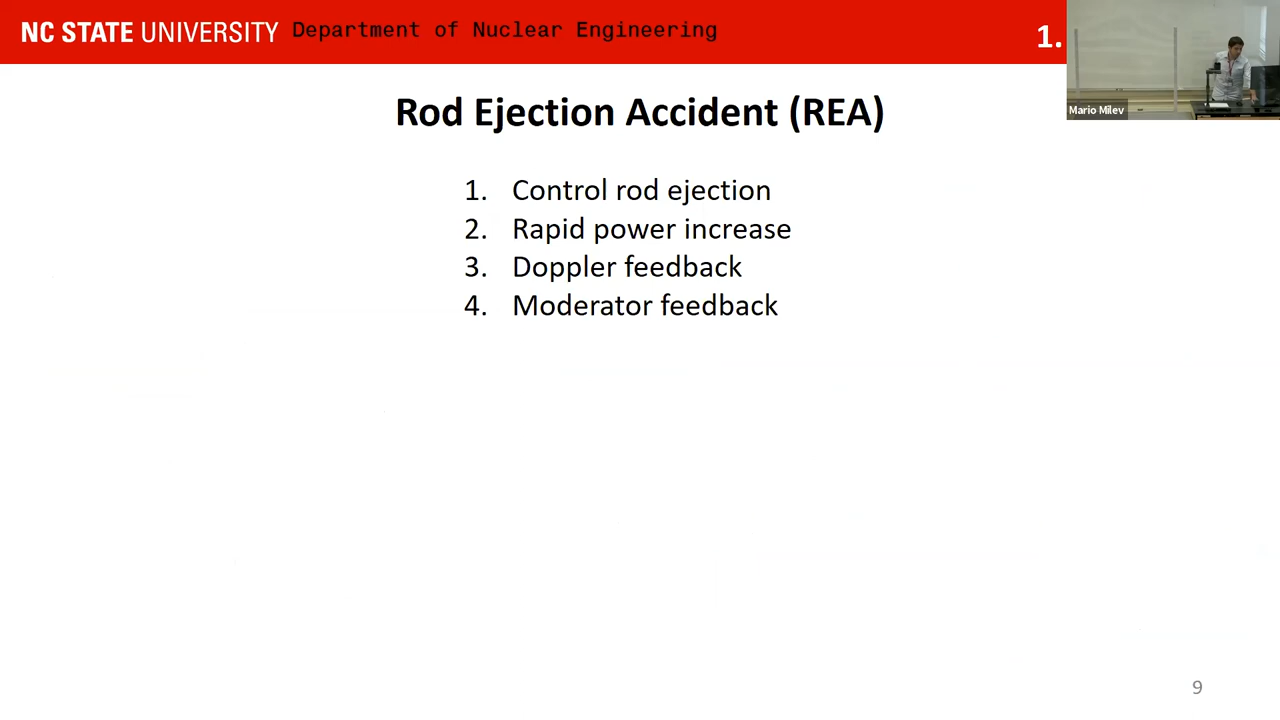 NC STATE UNIVERSITY Department of Nuclear Engineering 1.
Mario Milev
Rod Ejection Accident (REA)
1. Control rod ejection
2. Rapid power increase
3. Doppler feedback
4. Moderator feedback
9